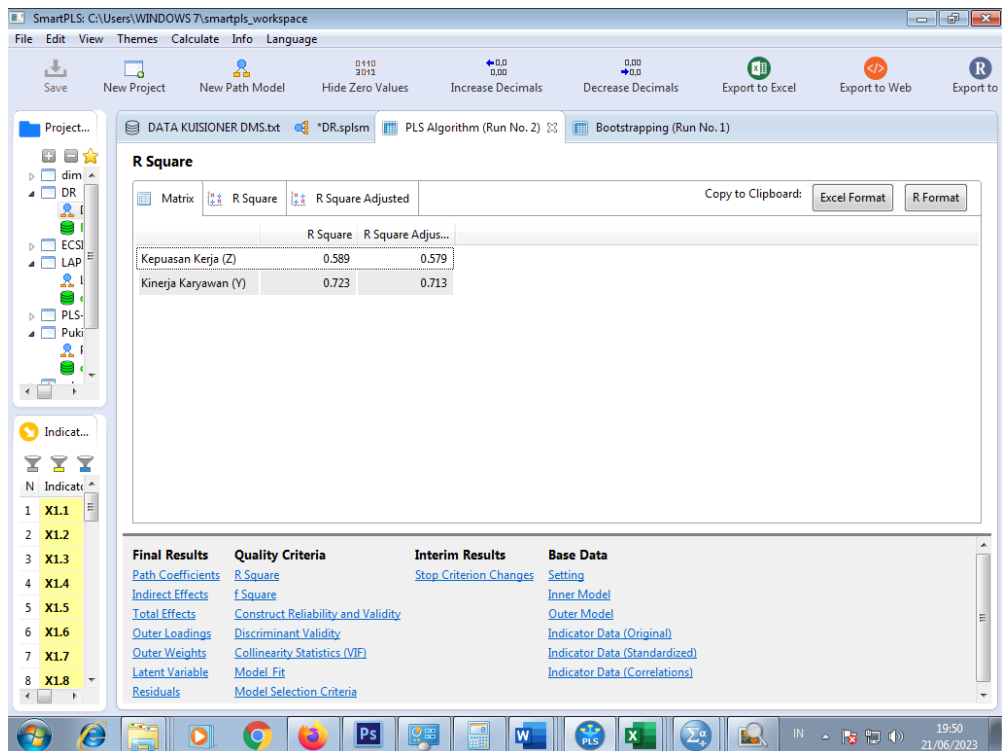 SmartPLS: C:\Users\WINDOWS 7\smartpls_workspace
File Edit View Themes Calculate Info Language
Save New Project New Path Model Hide Zero Values Increase Decimals Decrease Decimals Export to Excel Export to Web Export to
Project... DATA KUISIONER DMS.txt *DR.splsm PLS Algorithm (Run No. 2) Bootstrapping (Run No. 1)
R Square
dim
DR
ECSI
LAP
PLS-
Puki
Matrix R Square R Square Adjusted Copy to Clipboard: Excel Format R Format
R Square R Square Adjus...
Kepuasan Kerja (Z) 0.589 0.579
Kinerja Karyawan (Y) 0.723 0.713
Indicat...
N Indicatc
1 X1.1
2 X1.2
3 X1.3
4 X1.4
5 X1.5
6 X1.6
7 X1.7
8 X1.8
Final Results Quality Criteria Interim Results Base Data
Path Coefficients R Square Stop Criterion Changes Setting
Indirect Effects f Square Inner Model
Total Effects Construct Reliability and Validity Outer Model
Outer Loadings Discriminant Validity Indicator Data (Original)
Outer Weights Collinearity Statistics (VIF) Indicator Data (Standardized)
Latent Variable Model_Fit Indicator Data (Correlations)
Residuals Model Selection Criteria
IN 19:50
21/06/2023